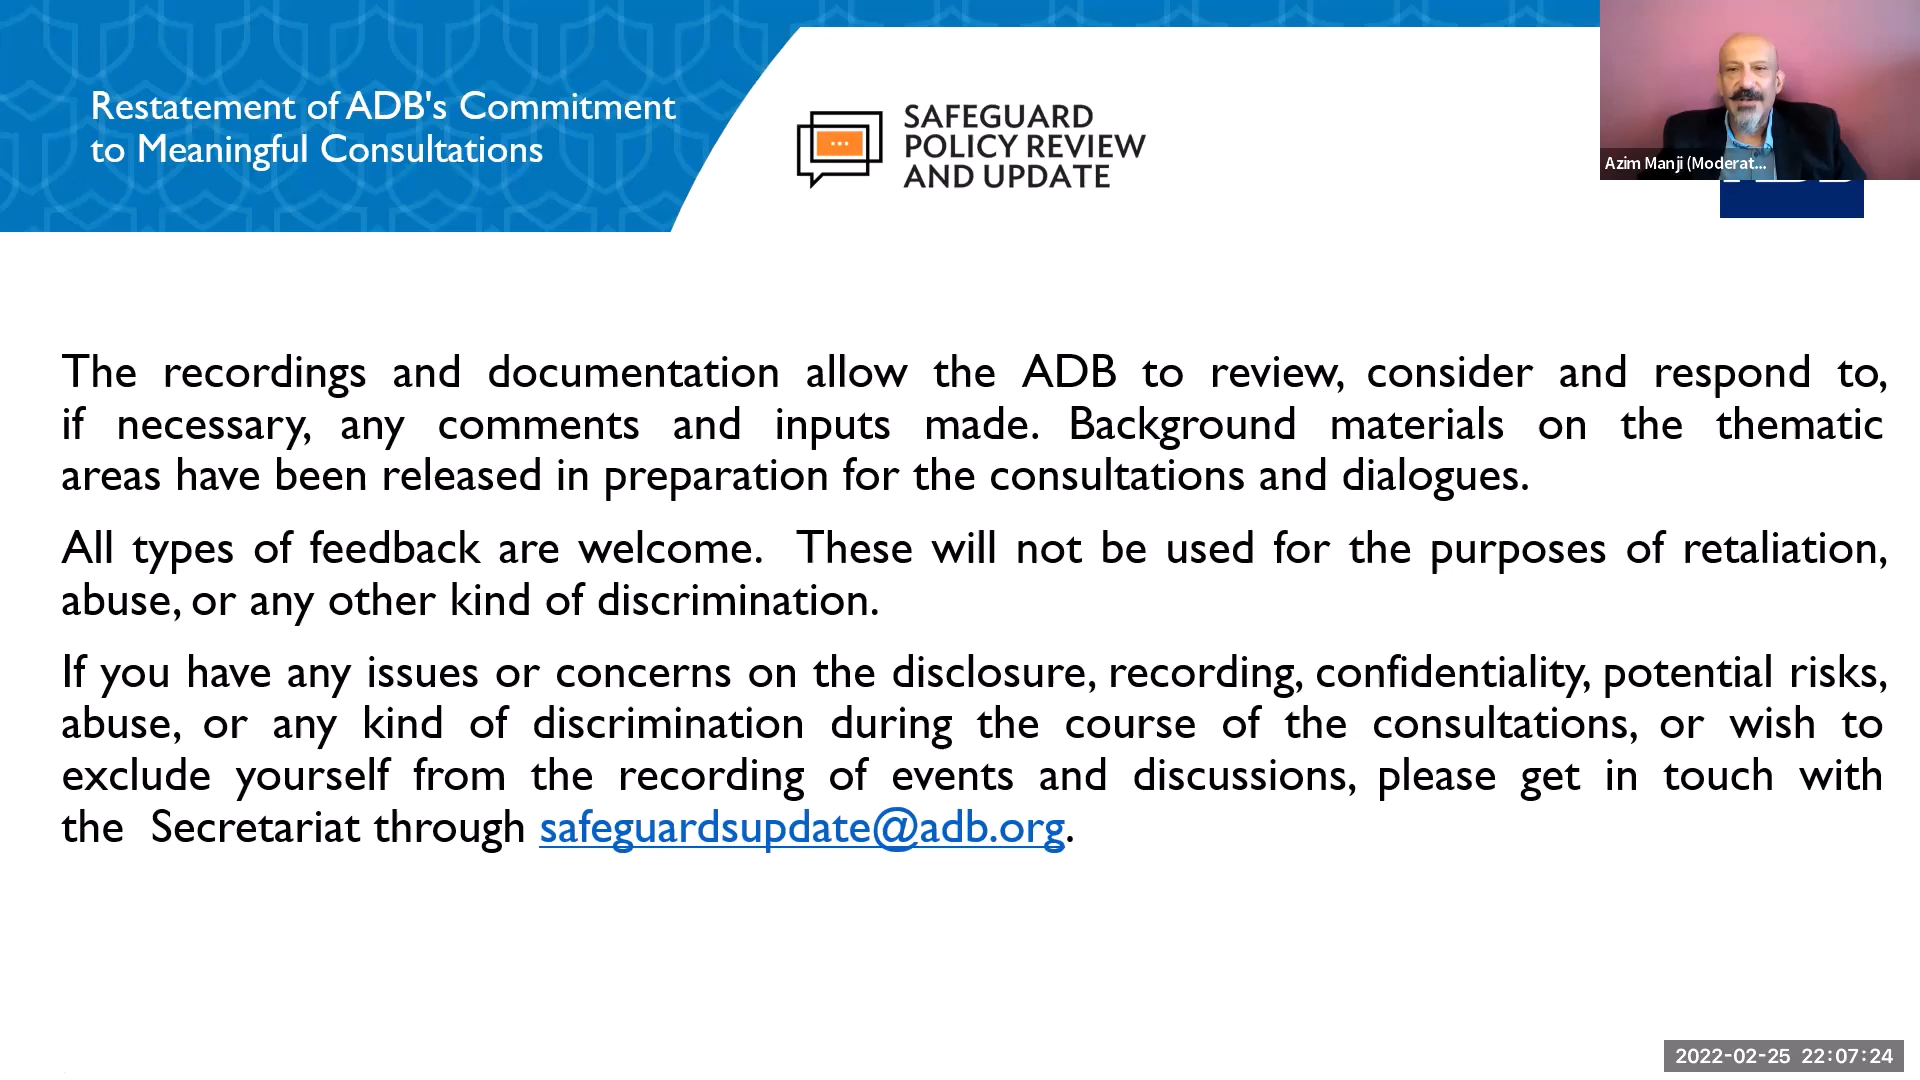 Restatement of ADB's Commitment
to Meaningful Consultations
SAFEGUARD
POLICY REVIEW
AND UPDATE
Azim Manji (Moderat...
The recordings and documentation allow the ADB to review, consider and respond to,
if necessary, any comments and inputs made. Background materials on the thematic
areas have been released in preparation for the consultations and dialogues.
All types of feedback are welcome. These will not be used for the purposes of retaliation,
abuse, or any other kind of discrimination.
If you have any issues or concerns on the disclosure, recording, confidentiality, potential risks,
abuse, or any kind of discrimination during the course of the consultations, or wish to
exclude yourself from the recording of events and discussions, please get in touch with
the Secretariat through safeguardsupdate@adb.org.
2022-02-25 22:07:24